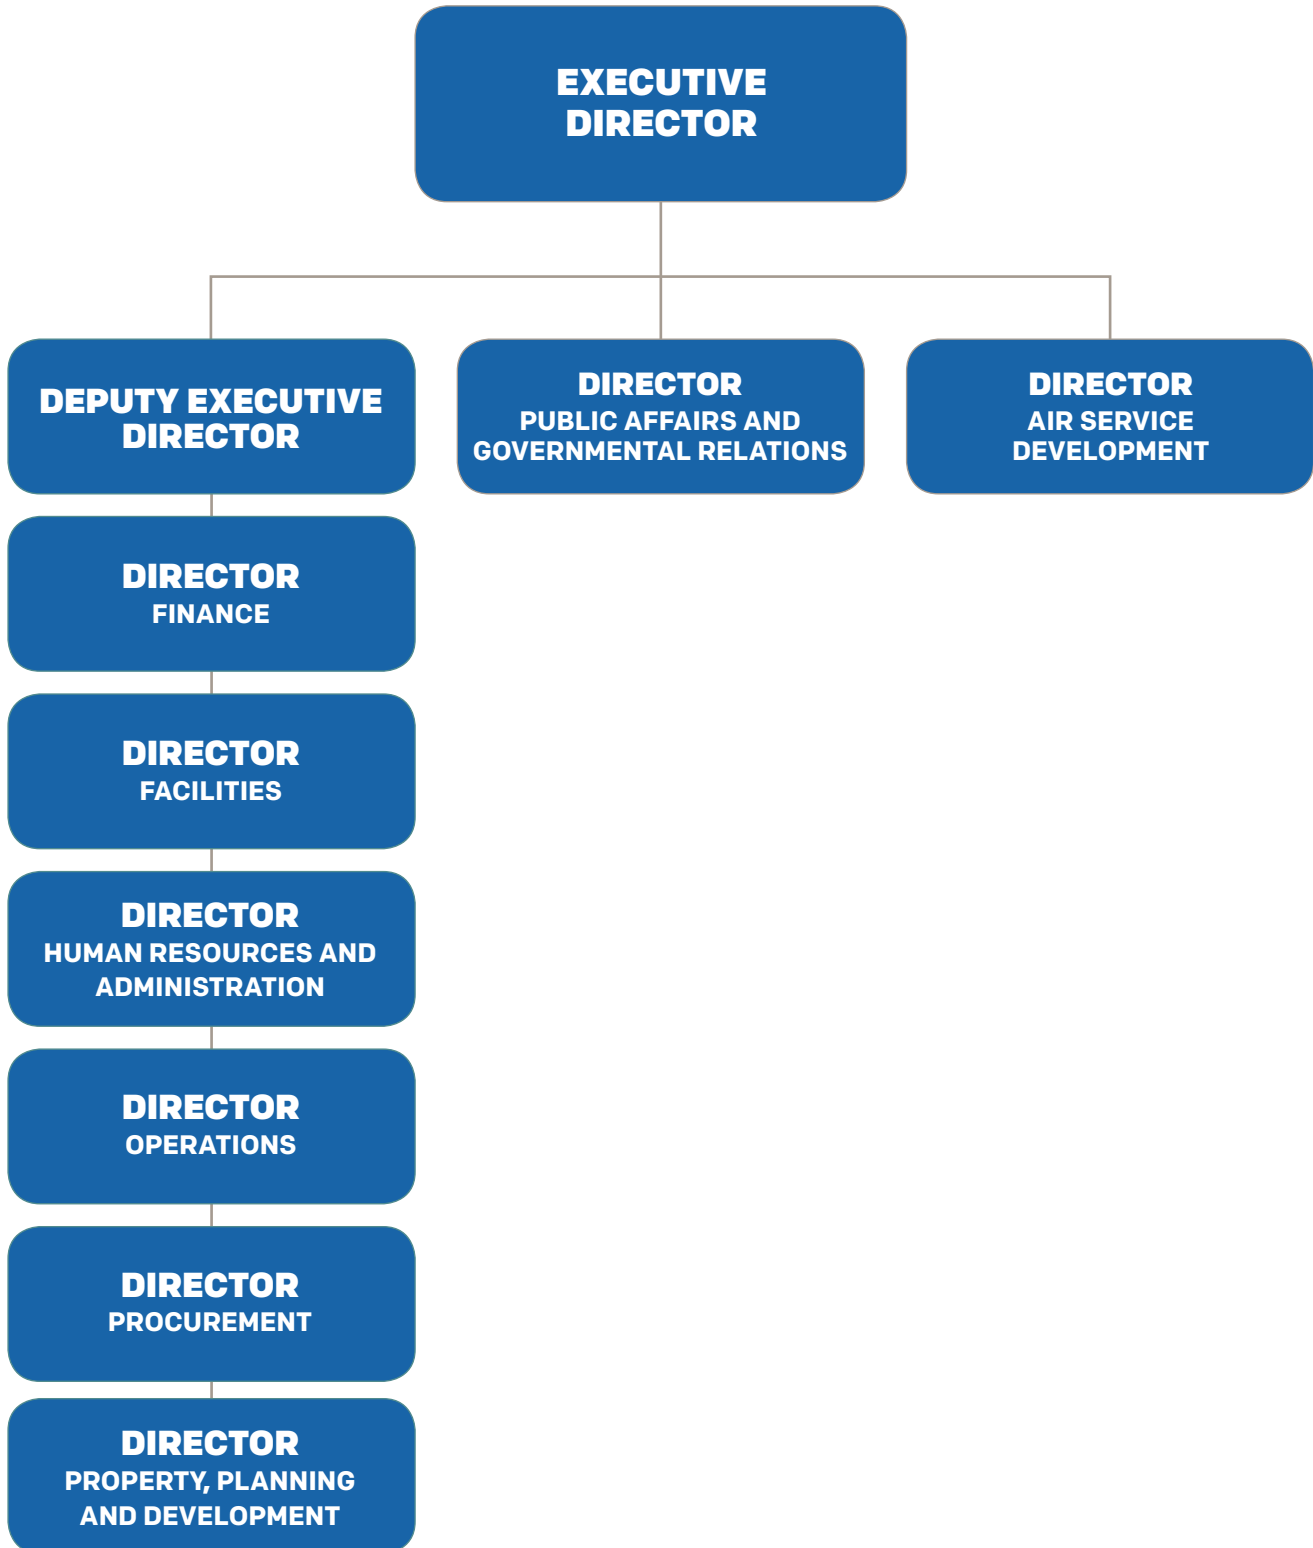 EXECUTIVE
DIRECTOR
DEPUTY EXECUTIVE
DIRECTOR
DIRECTOR
PUBLIC AFFAIRS AND
GOVERNMENTAL RELATIONS
DIRECTOR
AIR SERVICE
DEVELOPMENT
DIRECTOR
FINANCE
DIRECTOR
FACILITIES
DIRECTOR
HUMAN RESOURCES AND
ADMINISTRATION
DIRECTOR
OPERATIONS
DIRECTOR
PROCUREMENT
DIRECTOR
PROPERTY, PLANNING
AND DEVELOPMENT